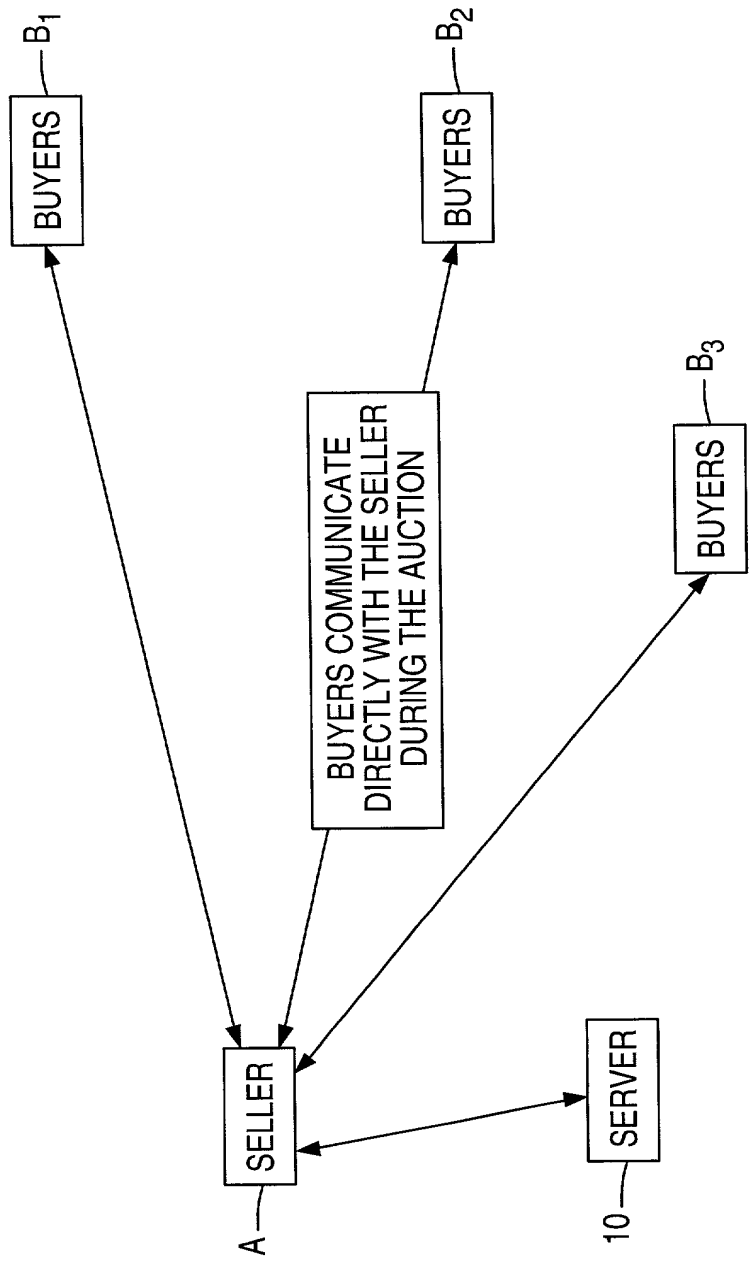 SELLER
A
SERVER
10
BUYERS COMMUNICATE
DIRECTLY WITH THE SELLER
DURING THE AUCTION
BUYERS
B1
BUYERS
B2
BUYERS
B3